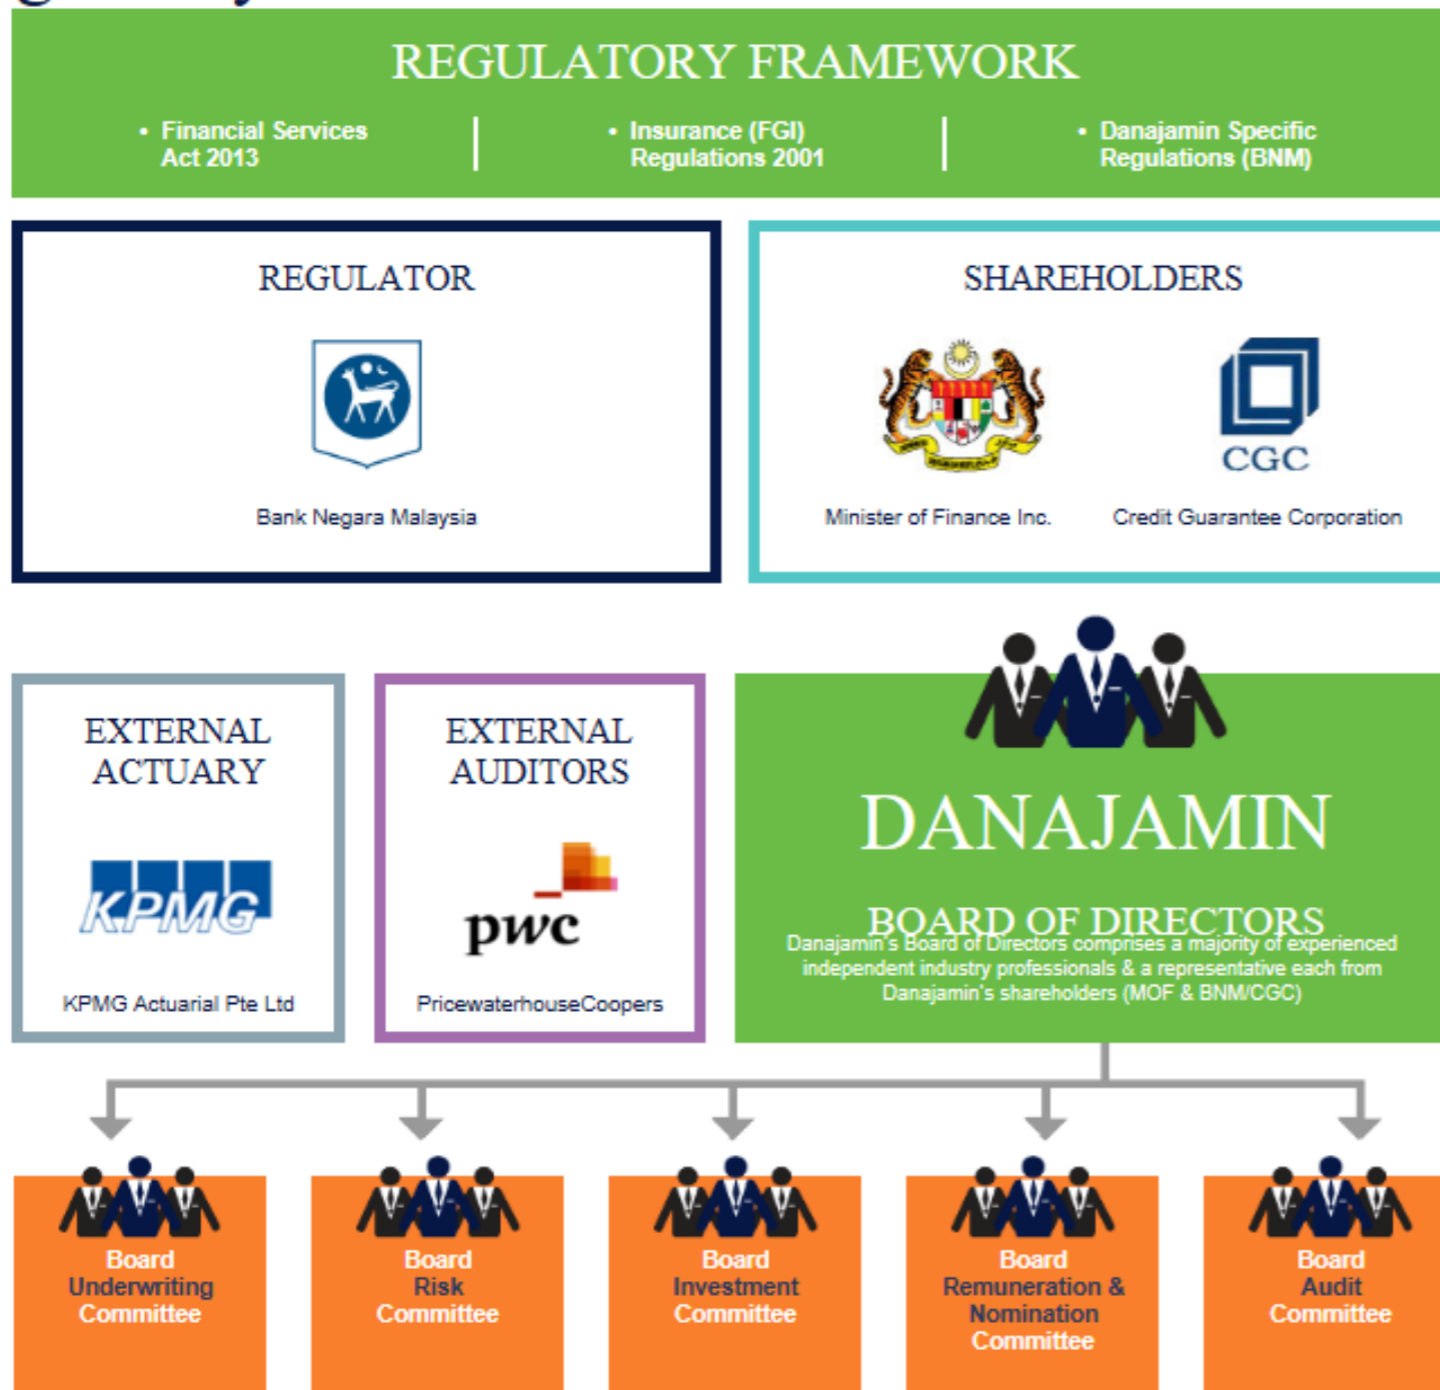 REGULATORY FRAMEWORK
• Financial Services
Act 2013
• Insurance (FGI)
Regulations 2001
• Danajamin Specific
Regulations (BNM)
REGULATOR
Bank Negara Malaysia
SHAREHOLDERS
CGC
Minister of Finance Inc.
Credit Guarantee Corporation
EXTERNAL
ACTUARY
KPMG
KPMG Actuarial Pte Ltd
EXTERNAL
AUDITORS
pwc
PricewaterhouseCoopers
DANAJAMIN
BOARD OF DIRECTORS
Danajamin's Board of Directors comprises a majority of experienced
independent industry professionals & a representative each from
Danajamin's shareholders (MOF & BNM/CGC)
Board
Underwriting
Committee
Board
Risk
Committee
Board
Investment
Committee
Board
Remuneration &
Nomination
Committee
Board
Audit
Committee